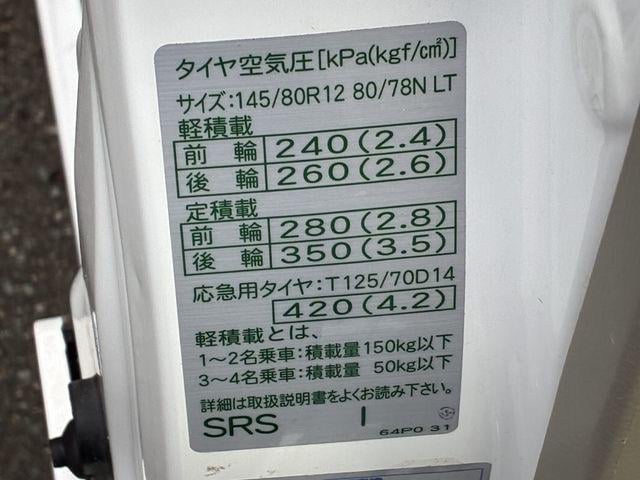 タイヤ空気圧[kPa(kgf/c㎡)]
サイズ:145/80R12 80/78N LT
軽積載
前輪 240(2.4)
後輪 260(2.6)
定積載
前輪 280(2.8)
後輪 350(3.5)
応急用タイヤ:T125/70D14
420(4.2)
軽積載とは、
1〜2名乗車:積載量150kg以下
3〜4名乗車:積載量 50kg以下
詳細は取扱説明書をよくお読み下さい。
SRS I
64P0 31